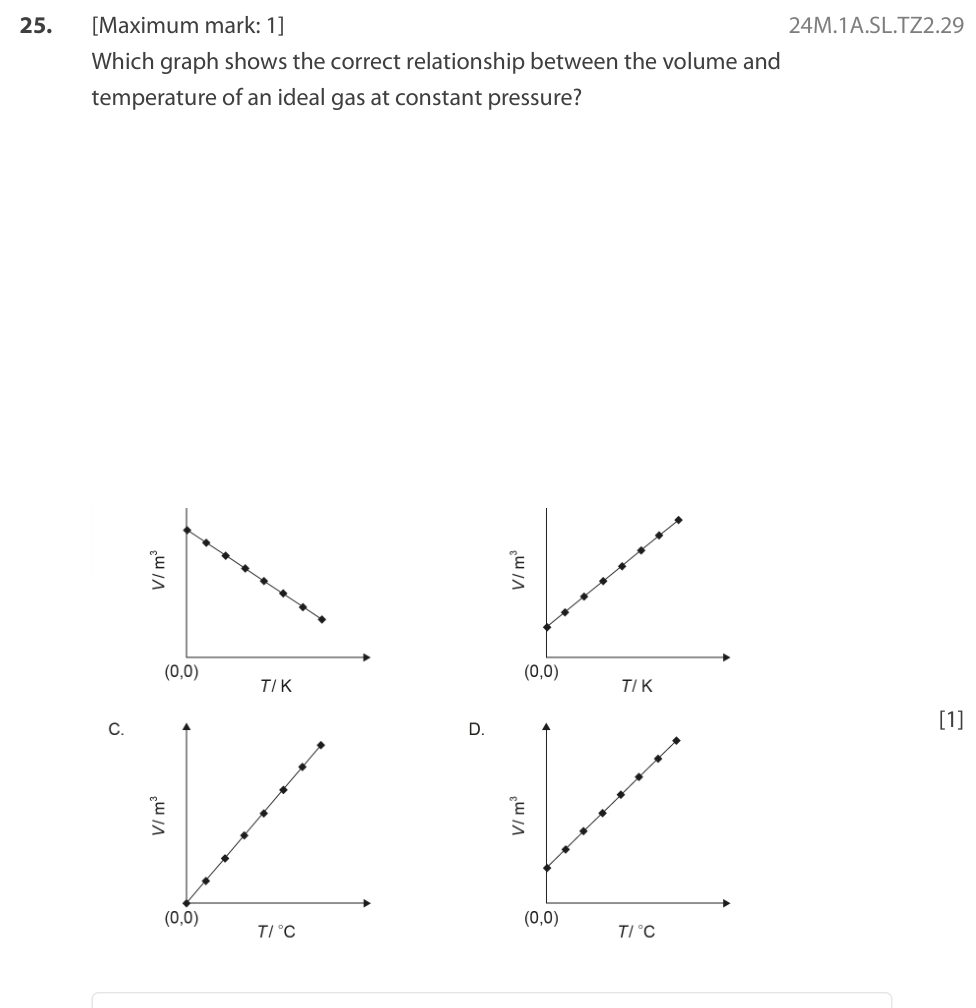 25. [Maximum mark: 1] 24M.1A.SL.TZ2.29
Which graph shows the correct relationship between the volume and
temperature of an ideal gas at constant pressure?
V/ m³
(0,0)
T/ K
V/ m³
(0,0)
T/ K
[1]
C.
V/ m³
(0,0)
T/ °C
D.
V/ m³
(0,0)
T/ °C